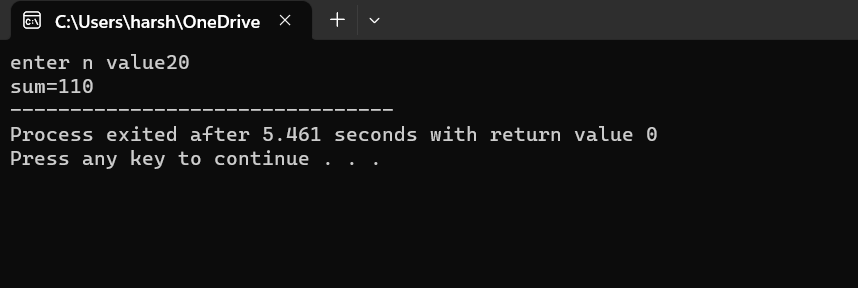 C:\Users\harsh\OneDrive
enter n value20
sum=110
--------------------------------
Process exited after 5.461 seconds with return value 0
Press any key to continue . . .